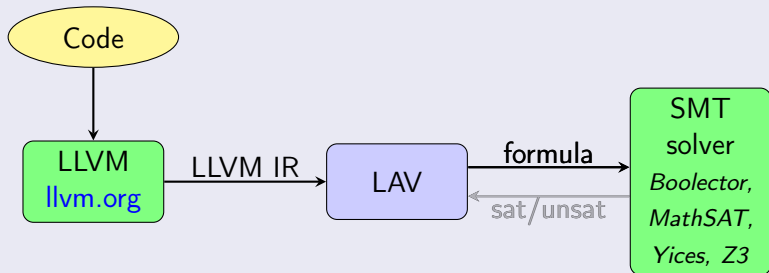 Code
LLVM
llvm.org
LLVM IR
LAV
formula
sat/unsat
SMT
solver
Boolector,
MathSAT,
Yices, Z3